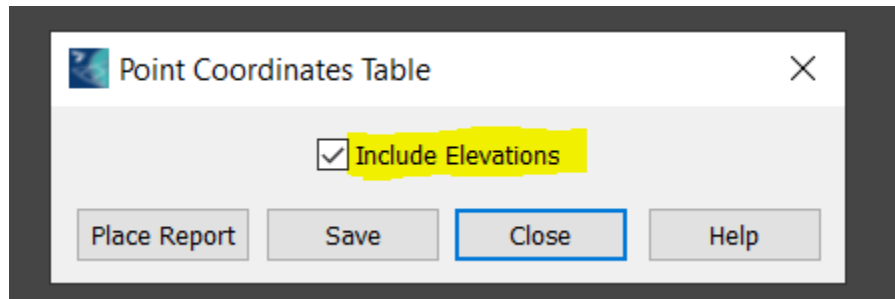 Point Coordinates Table
Include Elevations
Place Report Save Close Help